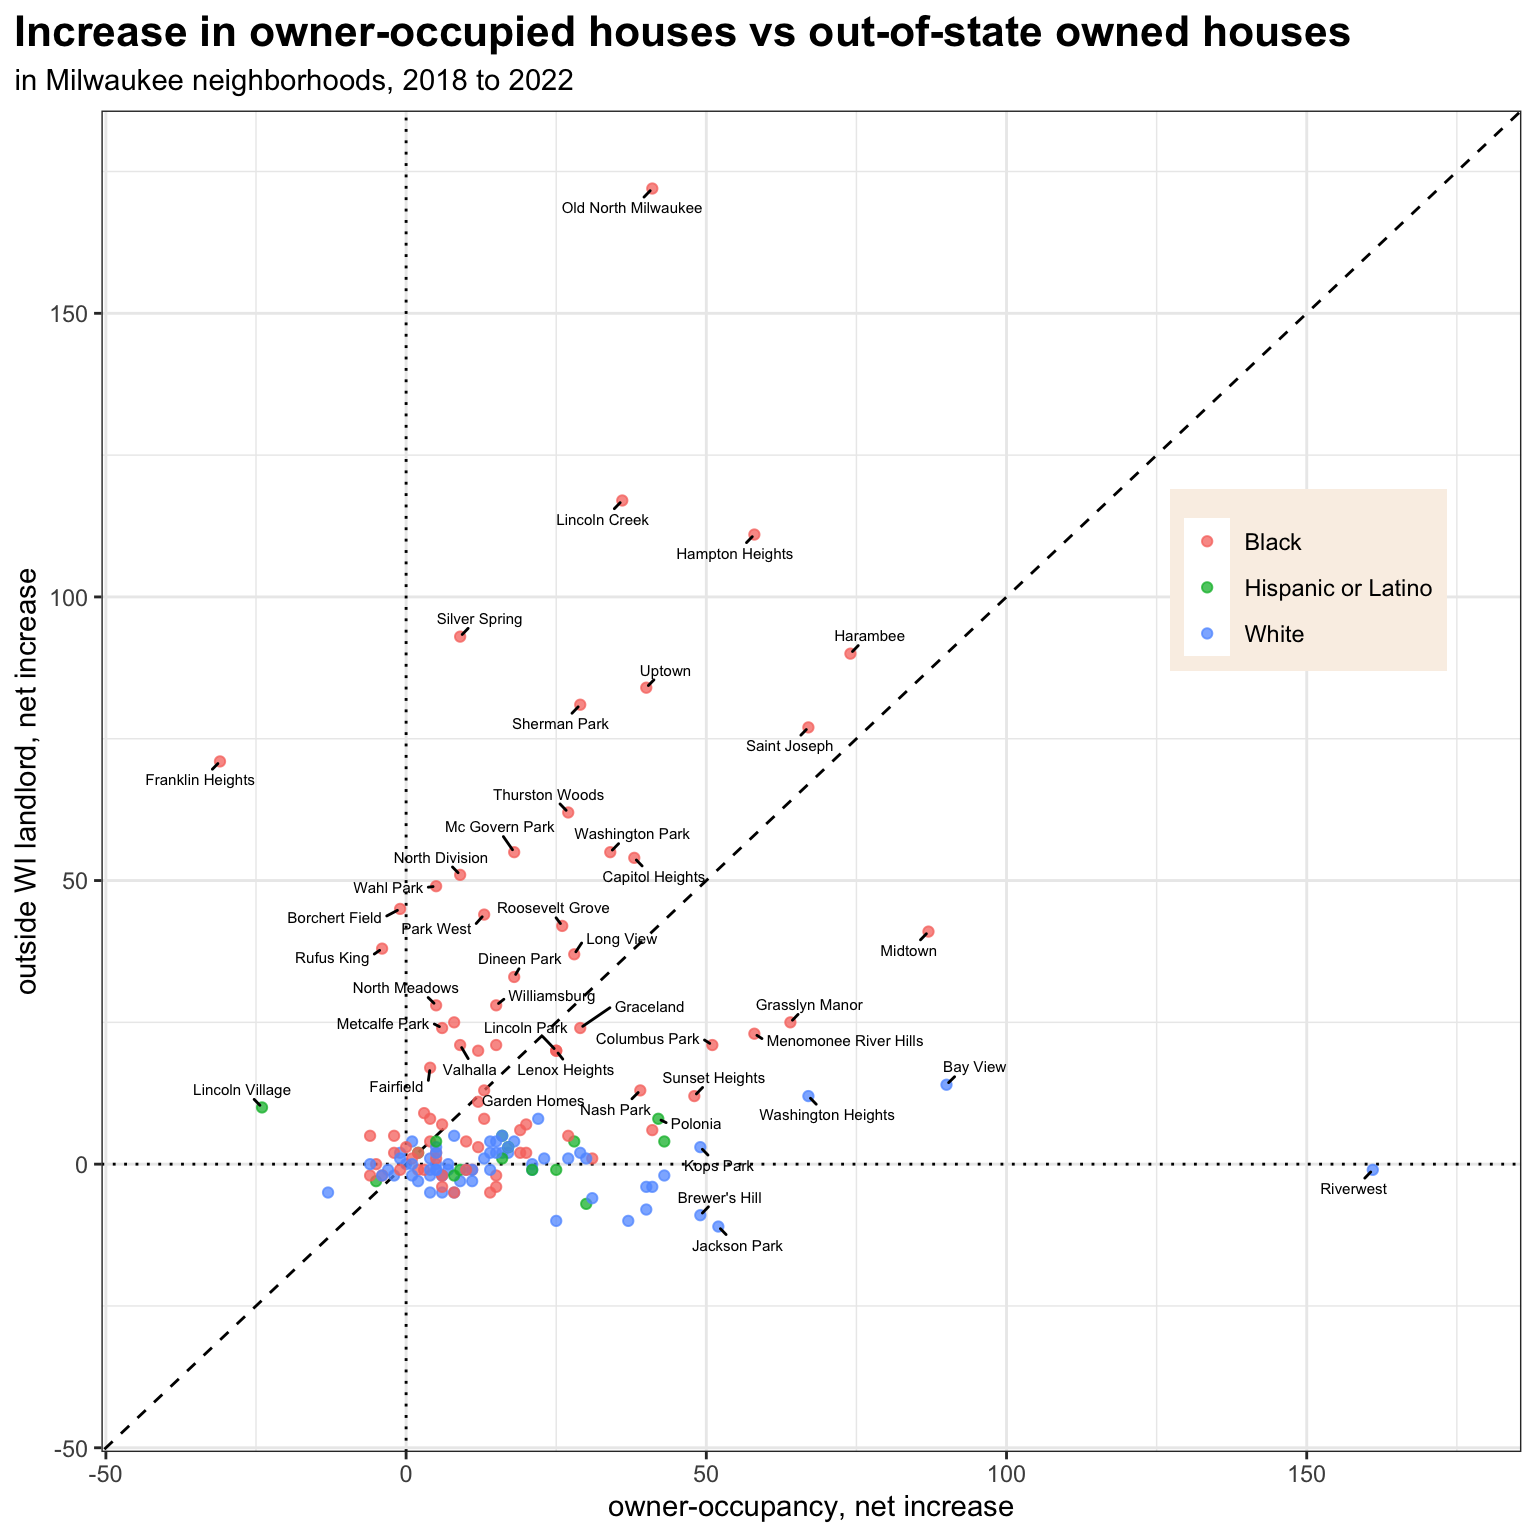 Increase in owner-occupied houses vs out-of-state owned houses
in Milwaukee neighborhoods, 2018 to 2022
Old North Milwaukee
150
Lincoln Creek
Hampton Heights
Black
Hispanic or Latino
White
100
Silver Spring
Harambee
Uptown
Sherman Park
Saint Joseph
Franklin Heights
Thurston Woods
Mc Govern Park
Washington Park
North Division
Capitol Heights
50
Wahl Park
Borchert Field
Roosevelt Grove
Park West
Long View
Midtown
Rufus King
Dineen Park
North Meadows
Williamsburg
Graceland
Grasslyn Manor
Metcalfe Park
Lincoln Park
Columbus Park
Menomonee River Hills
Valhalla
Lenox Heights
Bay View
Fairfield
Sunset Heights
Lincoln Village
Garden Homes
Nash Park
Washington Heights
Polonia
0
Kops Park
Riverwest
Brewer's Hill
Jackson Park
-50
outside WI landlord, net increase
-50
0
50
100
150
owner-occupancy, net increase